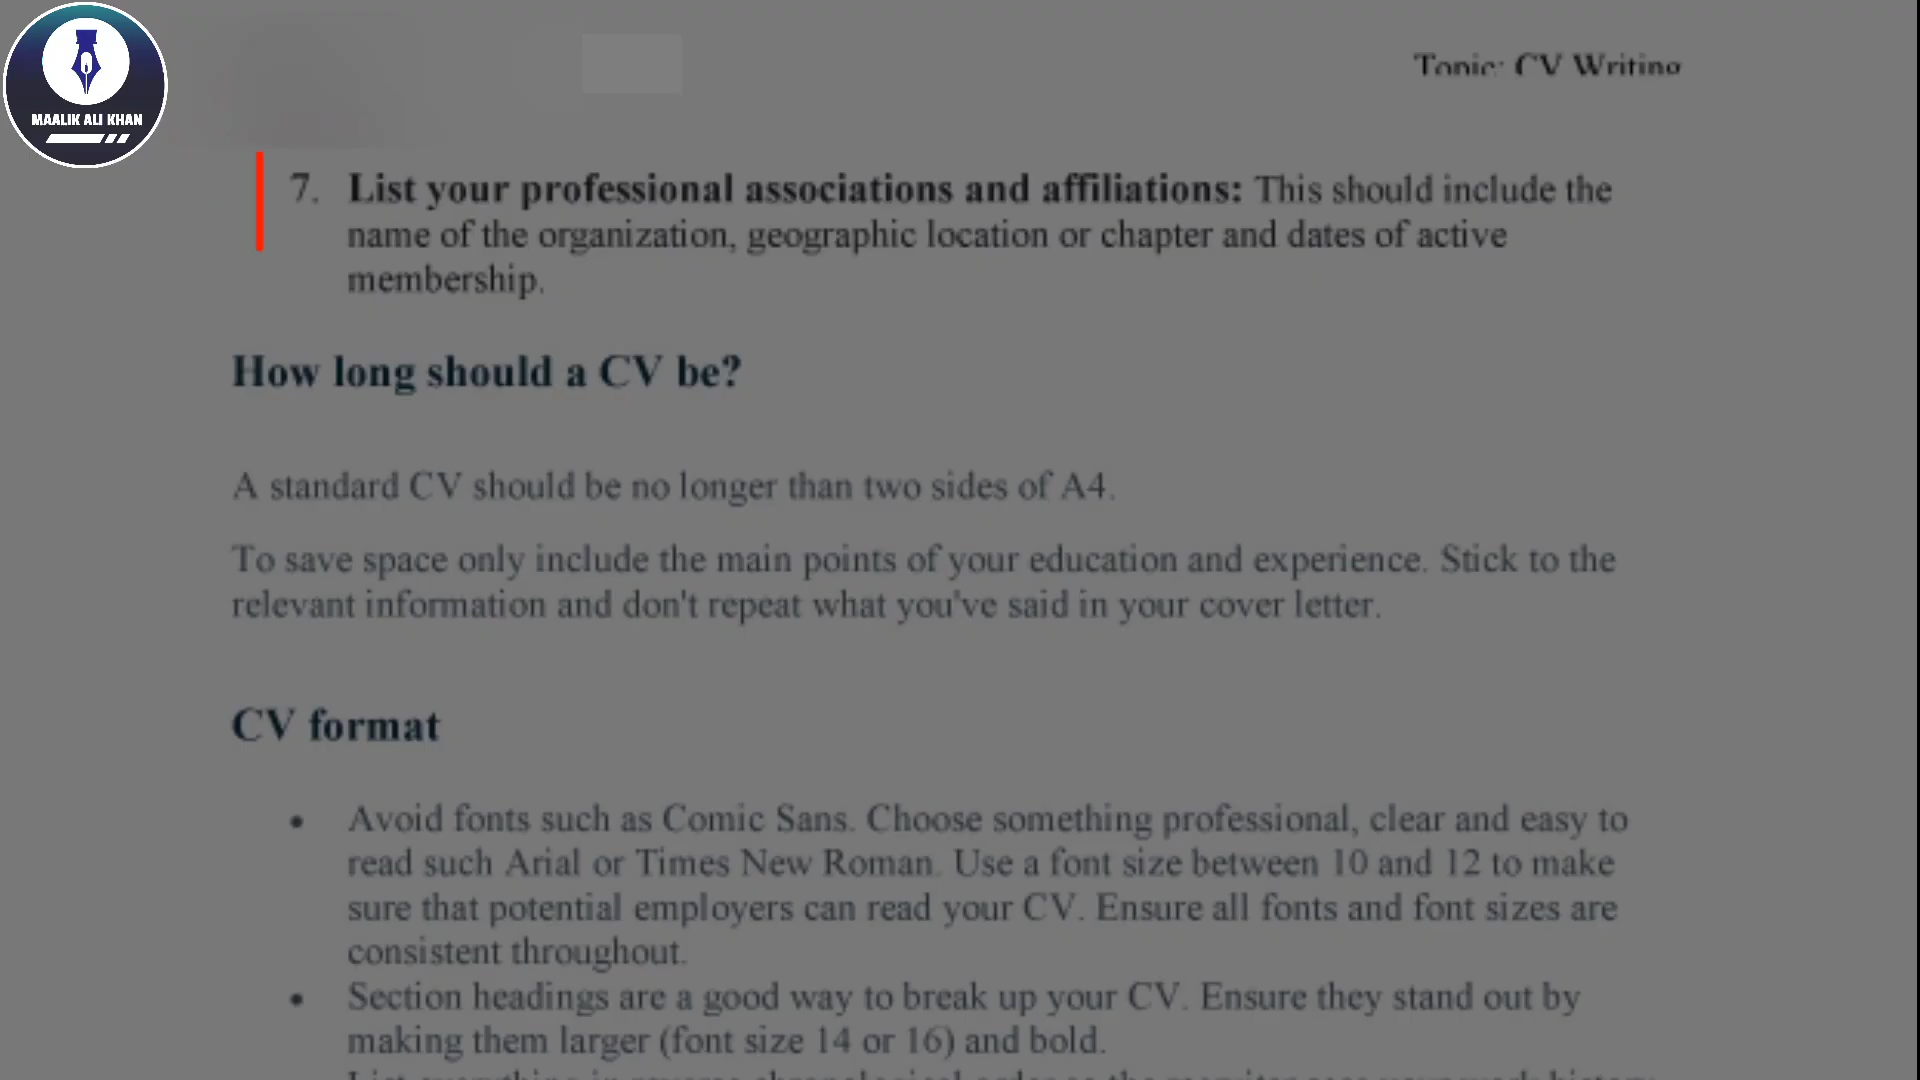 MAALIK ALI KHAN
Topic: CV Writing
7. List your professional associations and affiliations: This should include the
name of the organization, geographic location or chapter and dates of active
membership.
How long should a CV be?
A standard CV should be no longer than two sides of A4.
To save space only include the main points of your education and experience. Stick to the
relevant information and don't repeat what you've said in your cover letter.
CV format
• Avoid fonts such as Comic Sans. Choose something professional, clear and easy to
read such Arial or Times New Roman. Use a font size between 10 and 12 to make
sure that potential employers can read your CV. Ensure all fonts and font sizes are
consistent throughout.
• Section headings are a good way to break up your CV. Ensure they stand out by
making them larger (font size 14 or 16) and bold.